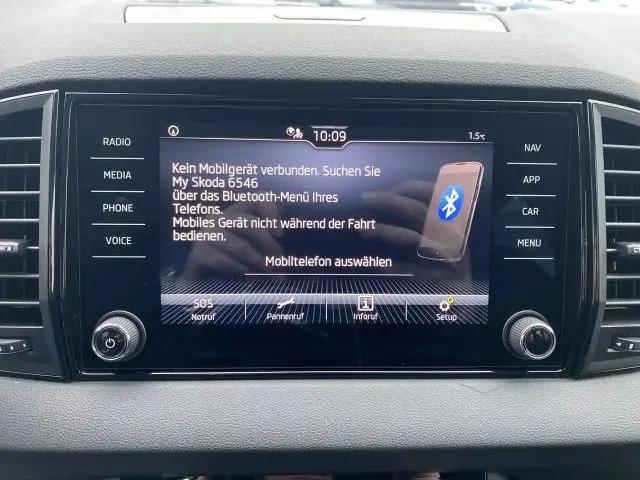 10:09
1.5°C
RADIO
MEDIA
PHONE
VOICE
Kein Mobilgerät verbunden. Suchen Sie
My Skoda 6546
über das Bluetooth-Menü Ihres
Telefons.
Mobiles Gerät nicht während der Fahrt
bedienen.
Mobiltelefon auswählen
SOS
Notruf
Pannenruf
Inforuf
Setup
NAV
APP
CAR
MENU